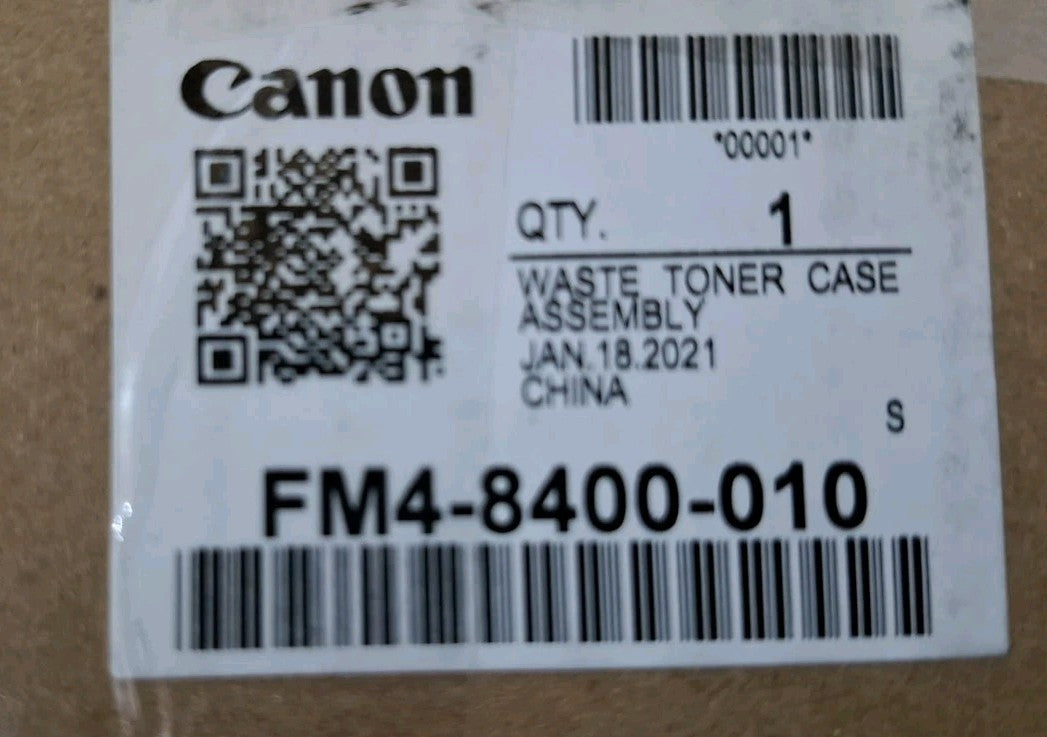 Canon
*00001*
QTY. 1
WASTE TONER CASE
ASSEMBLY
JAN.18.2021
CHINA
S
FM4-8400-010